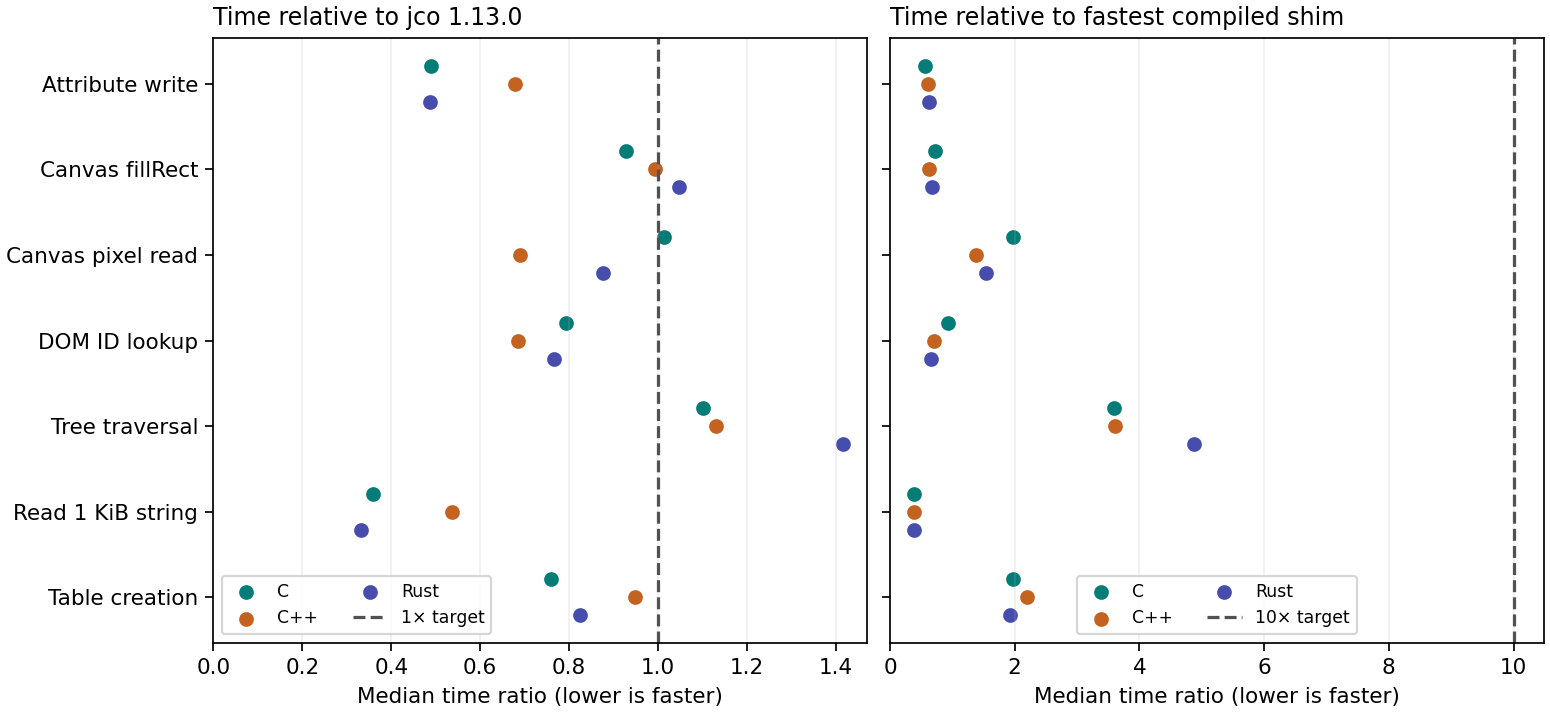 Time relative to jco 1.13.0
Time relative to fastest compiled shim
Attribute write
Canvas fillRect
Canvas pixel read
DOM ID lookup
Tree traversal
Read 1 KiB string
Table creation
C
C++
Rust
1× target
C
C++
Rust
10× target
0.0 0.2 0.4 0.6 0.8 1.0 1.2 1.4
0 2 4 6 8 10
Median time ratio (lower is faster)
Median time ratio (lower is faster)